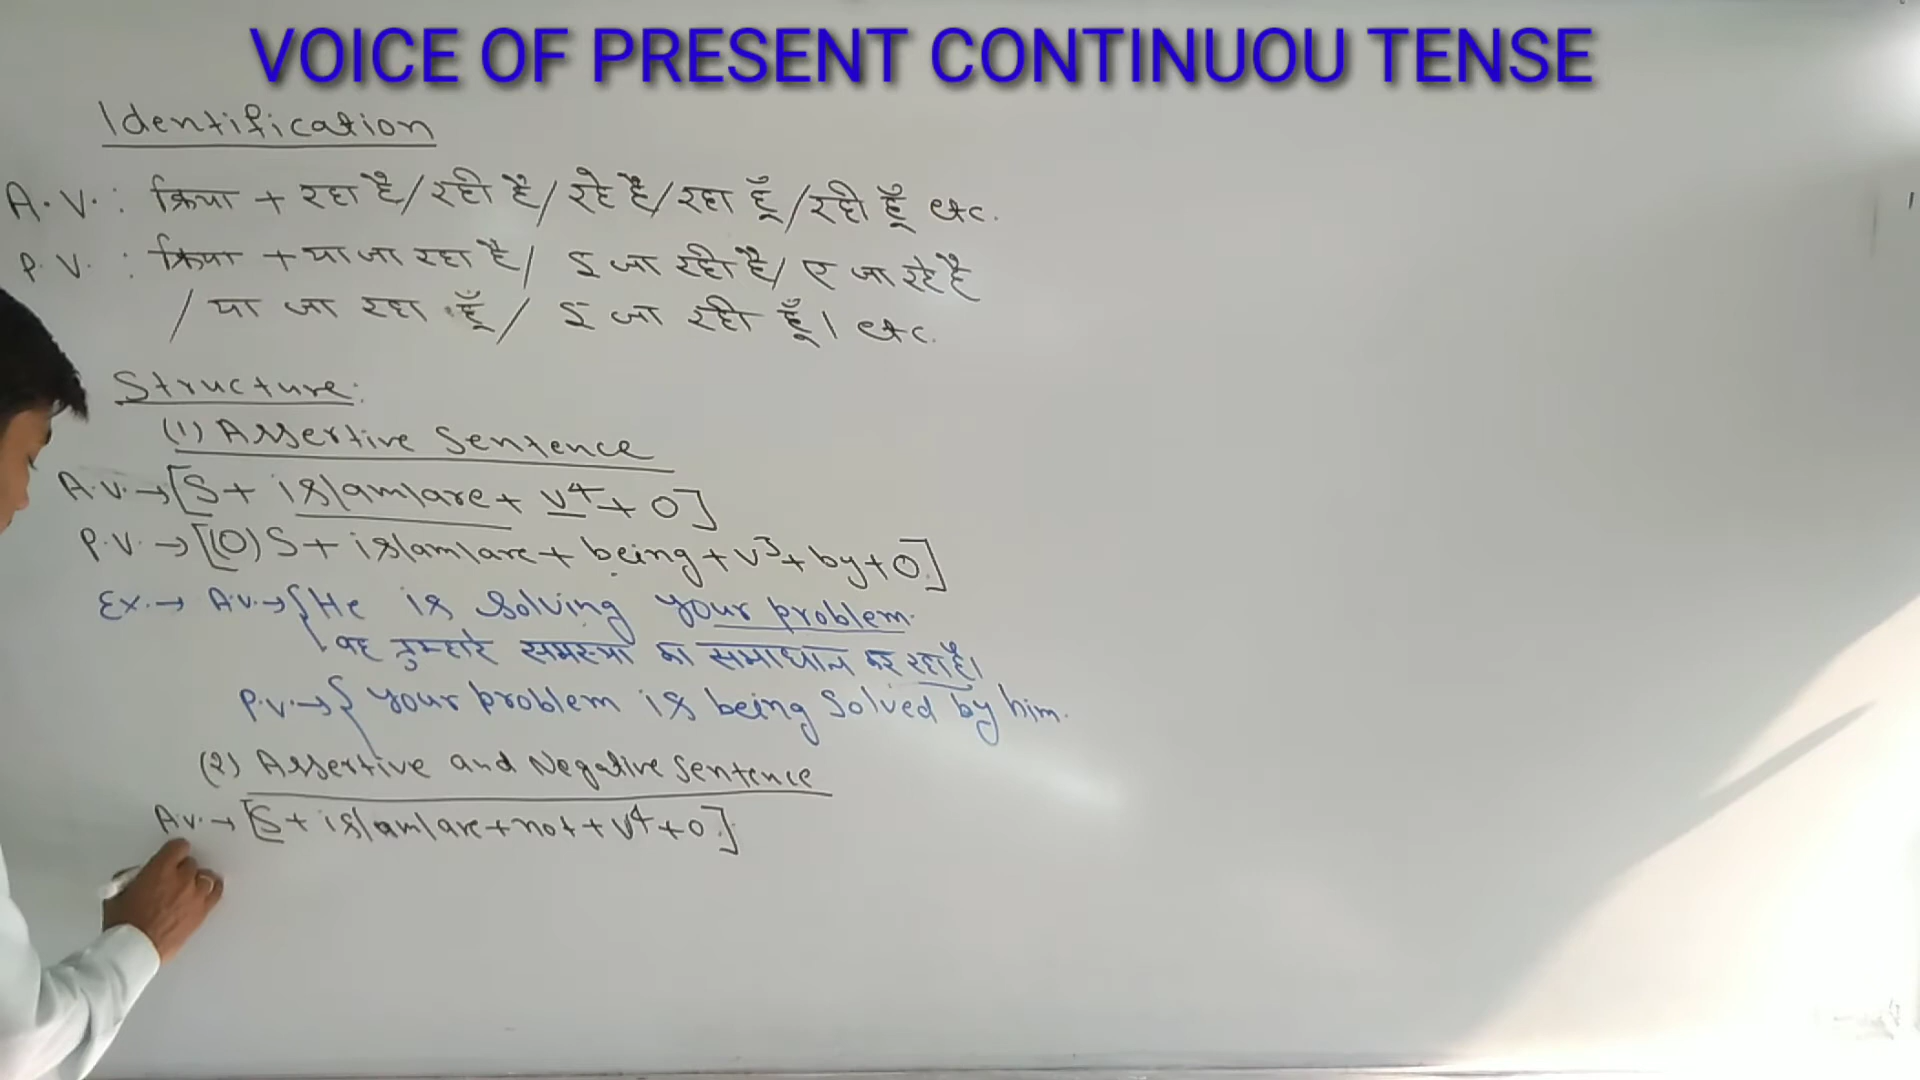 VOICE OF PRESENT CONTINUOU TENSE
Identification
A.V. : क्रिया + रहा है/रही है/रहे है/रहा हूँ/रही हूँ etc.
P.V. : क्रिया + या जा रहा है/ ई जा रही है/ ए जा रहे है
/ या जा रहा हूँ/ ई जा रही हूँ। etc.
Structure:
(1) Assertive Sentence
A.V. → [S + is/am/are + V⁴ + O]
P.V. → [(O) S + is/am/are + being + V³ + by + O.]
Ex. → A.V. → { He is solving your problem.
वह तुम्हारे समस्या का समाधान कर रहा है।
P.V. → { Your problem is being solved by him.
(2) Assertive and Negative Sentence
A.V. → [S + is/am/are + not + V⁴ + O.]